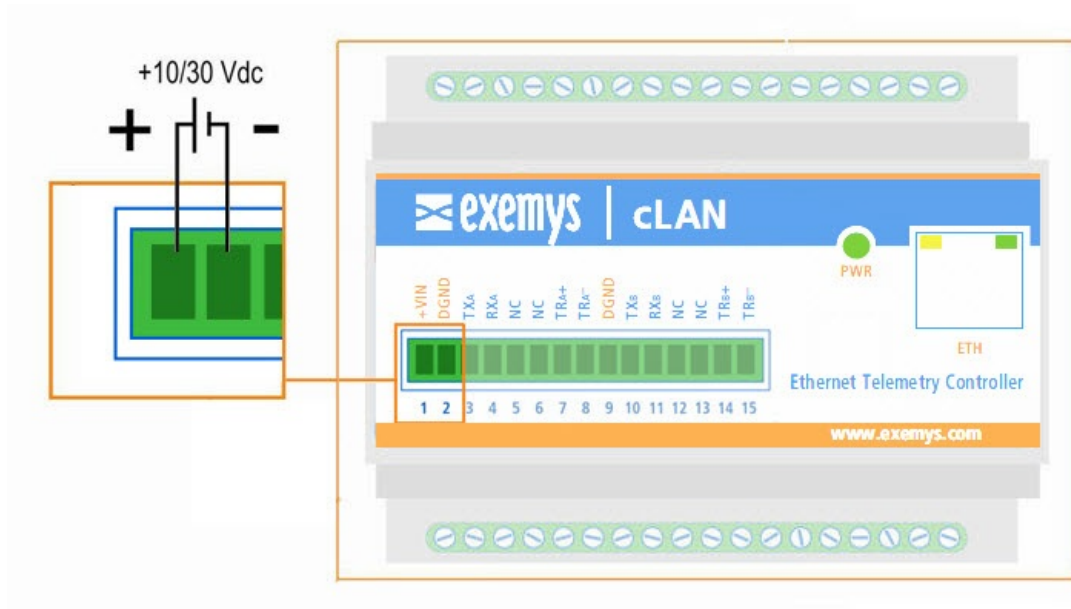 +10/30 Vdc
+ -
exemys | cLAN
PWR
+VIN
DGND
TXA
RXA
NC
NC
TRA+
TRA-
DGND
TXB
RXB
NC
NC
TRB+
TRB-
ETH
Ethernet Telemetry Controller
1 2 3 4 5 6 7 8 9 10 11 12 13 14 15
www.exemys.com